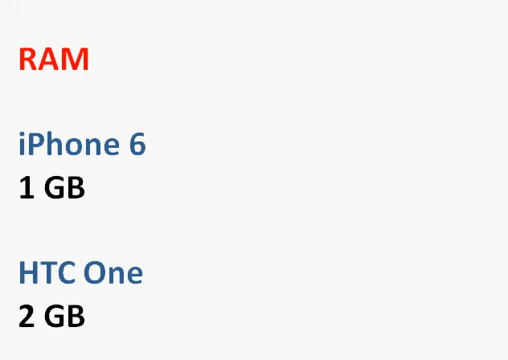 RAM
iPhone 6
1 GB
HTC One
2 GB